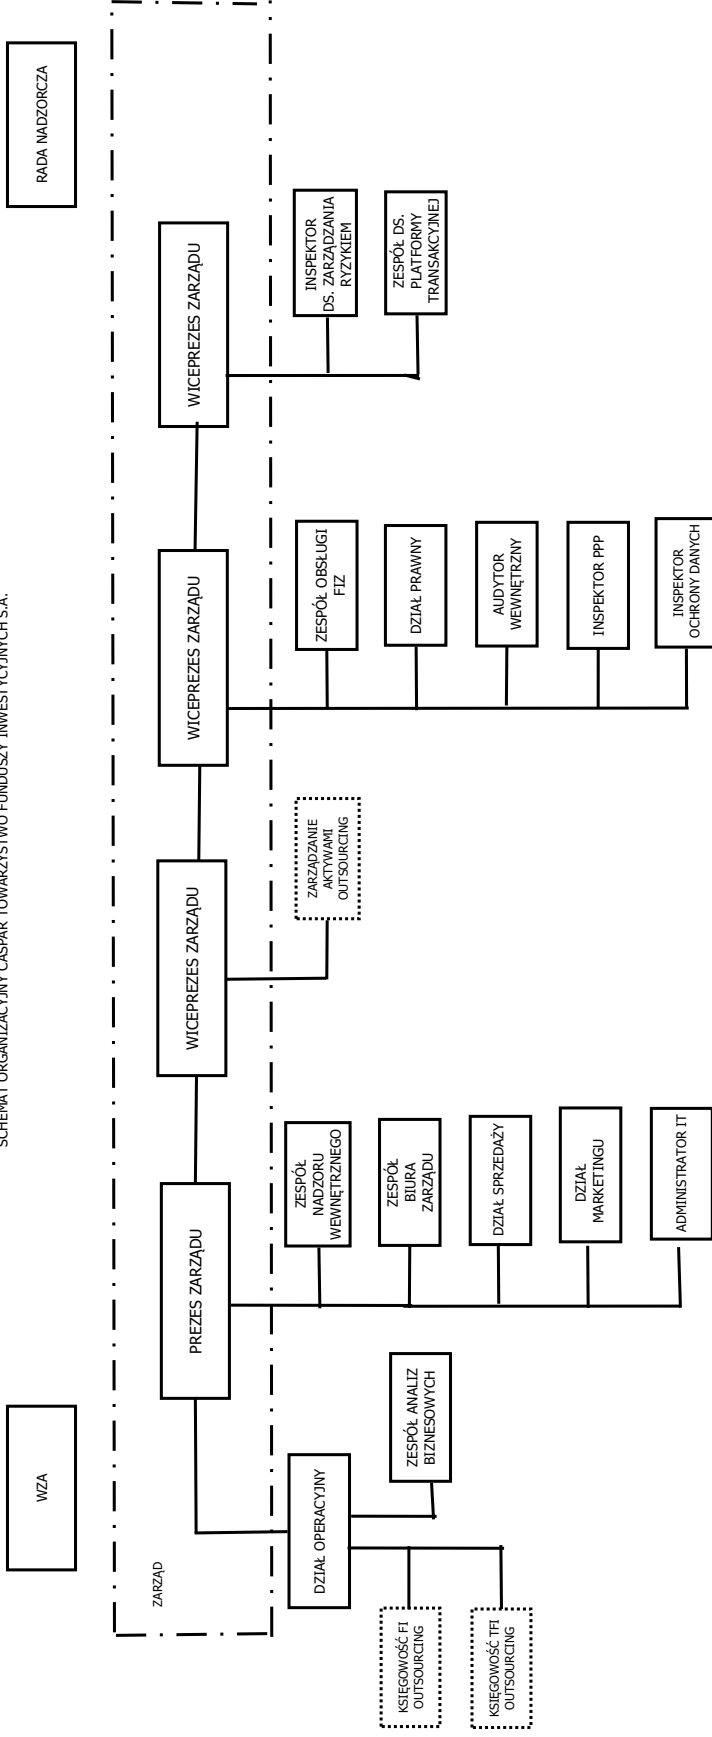 SCHEMAT ORGANIZACYJNY CASPAR TOWARZYSTWO FUNDUSZY INWESTYCYJNYCH S.A.
WZA
RADA NADZORCZA
ZARZĄD
PREZES ZARZĄDU
WICEPREZES ZARZĄDU
WICEPREZES ZARZĄDU
WICEPREZES ZARZĄDU
DZIAŁ OPERACYJNY
KSIĘGOWOŚĆ FI
OUTSOURCING
KSIĘGOWOŚĆ TFI
OUTSOURCING
ZESPÓŁ ANALIZ
BIZNESOWYCH
ZESPÓŁ
NADZORU
WEWNĘTRZNEGO
ZESPÓŁ
BIURA
ZARZĄDU
DZIAŁ SPRZEDAŻY
DZIAŁ
MARKETINGU
ADMINISTRATOR IT
ZARZĄDZANIE
AKTYWAMI
OUTSOURCING
ZESPÓŁ OBSŁUGI
FIZ
DZIAŁ PRAWNY
AUDYTOR
WEWNĘTRZNY
INSPEKTOR PPP
INSPEKTOR
OCHRONY DANYCH
INSPEKTOR
DS. ZARZĄDZANIA
RYZYKIEM
ZESPÓŁ DS.
PLATFORMY
TRANSAKCYJNEJ